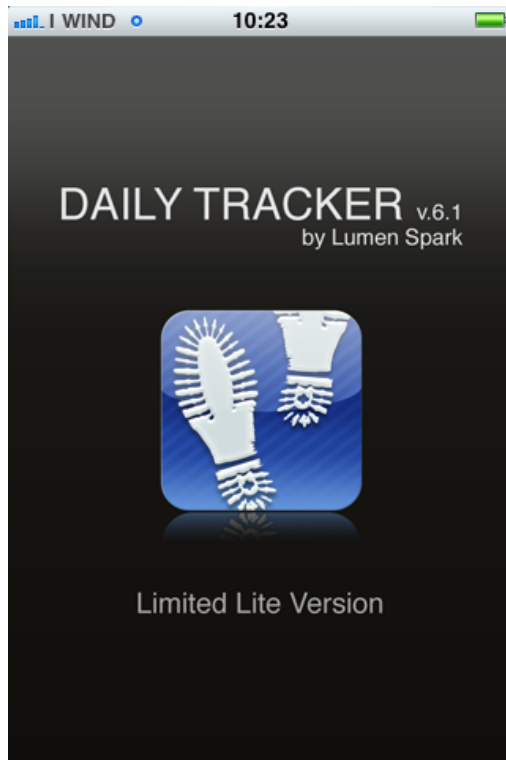 I WIND 10:23
DAILY TRACKER v.6.1
by Lumen Spark
Limited Lite Version